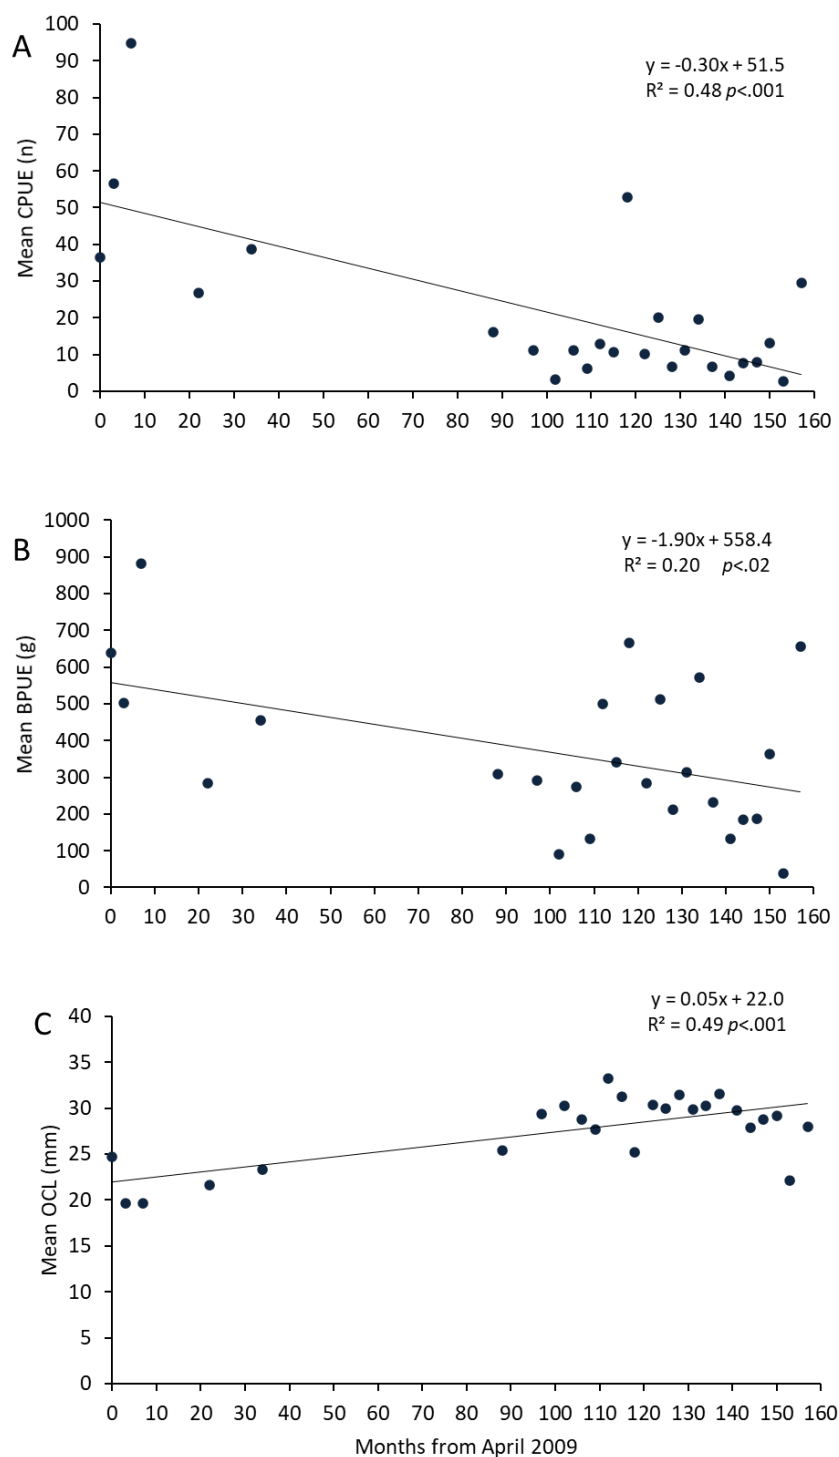 A
y = -0.30x + 51.5
R² = 0.48 p<.001
Mean CPUE (n)
100
90
80
70
60
50
40
30
20
10
0
0 10 20 30 40 50 60 70 80 90 100 110 120 130 140 150 160
B
y = -1.90x + 558.4
R² = 0.20 p<.02
Mean BPUE (g)
1000
900
800
700
600
500
400
300
200
100
0
0 10 20 30 40 50 60 70 80 90 100 110 120 130 140 150 160
C
y = 0.05x + 22.0
R² = 0.49 p<.001
Mean OCL (mm)
40
35
30
25
20
15
10
5
0
0 10 20 30 40 50 60 70 80 90 100 110 120 130 140 150 160
Months from April 2009